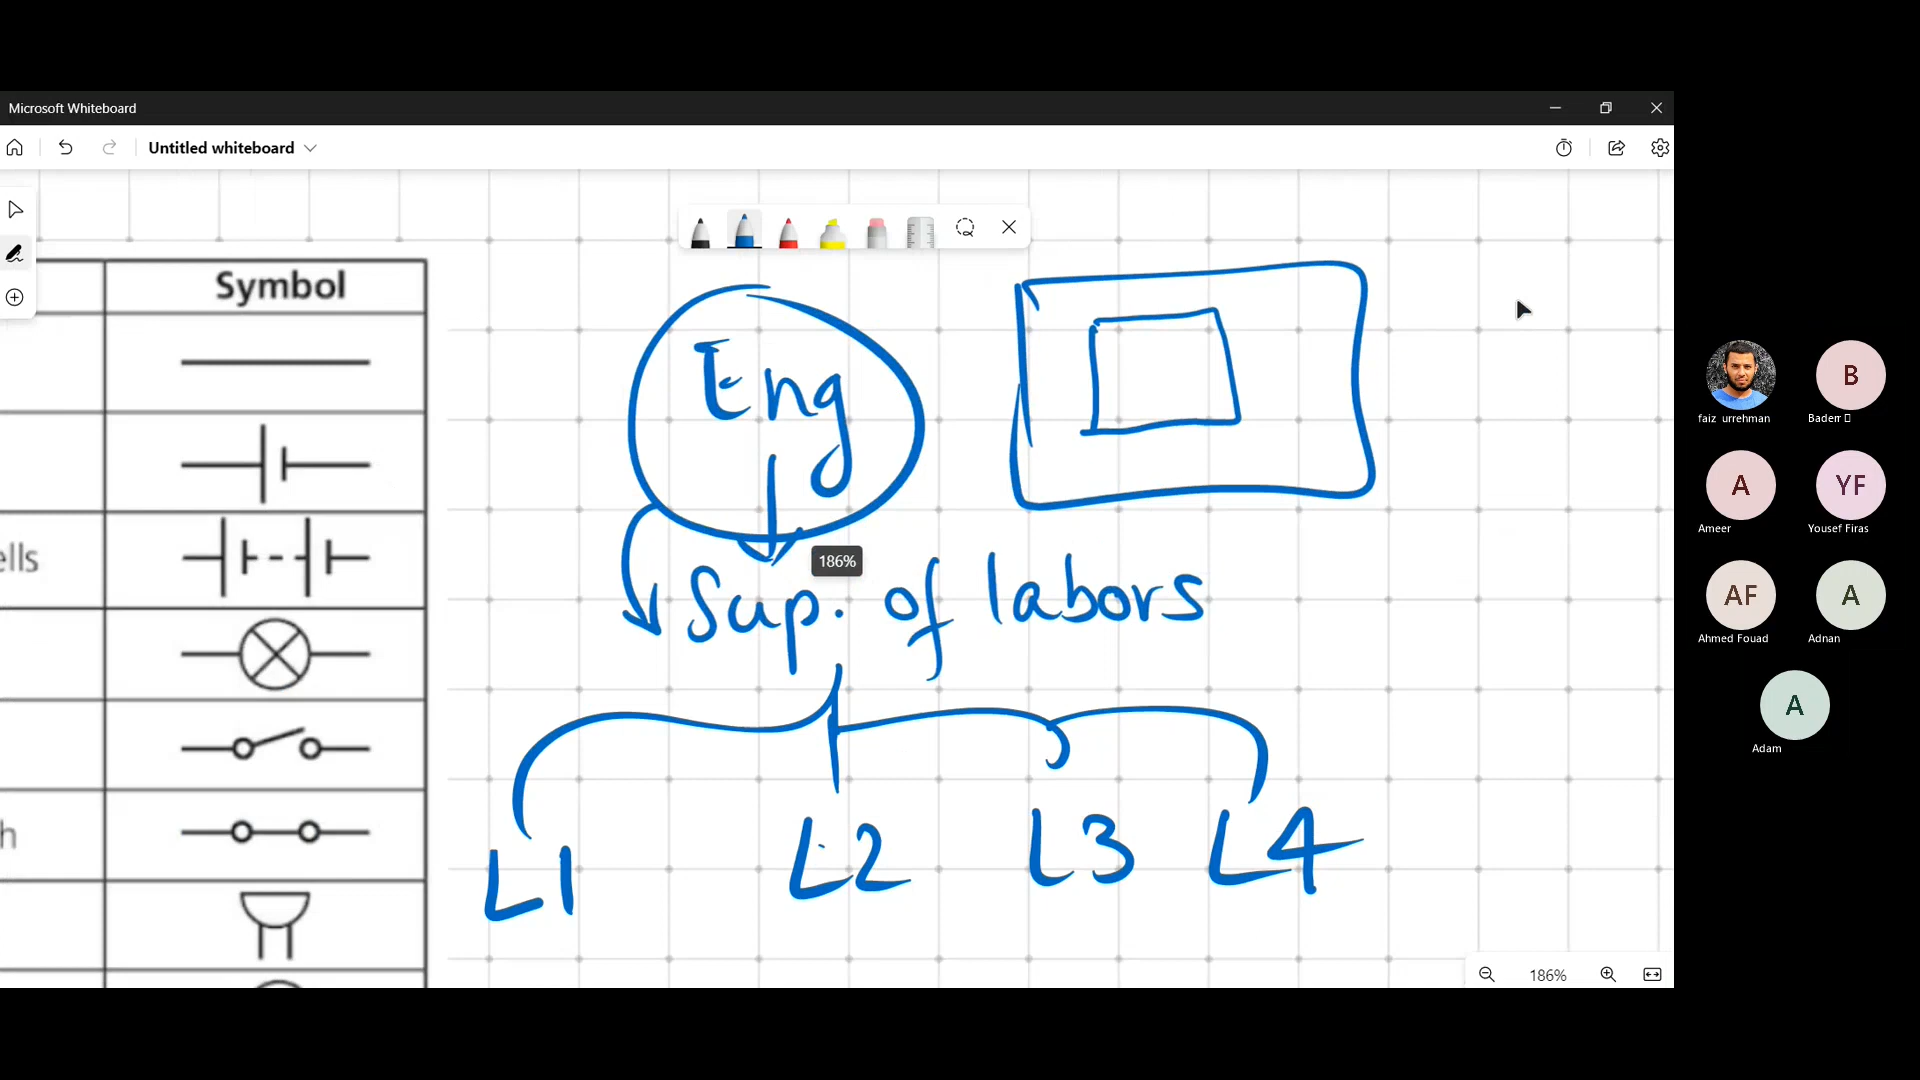 Microsoft Whiteboard
Untitled whiteboard
Symbol
ells
h
Eng
186%
Sup. of labors
L1 L2 L3 L4
186%
faiz urrehman
B
Baderr
A
Ameer
YF
Yousef Firas
AF
Ahmed Fouad
A
Adnan
A
Adam